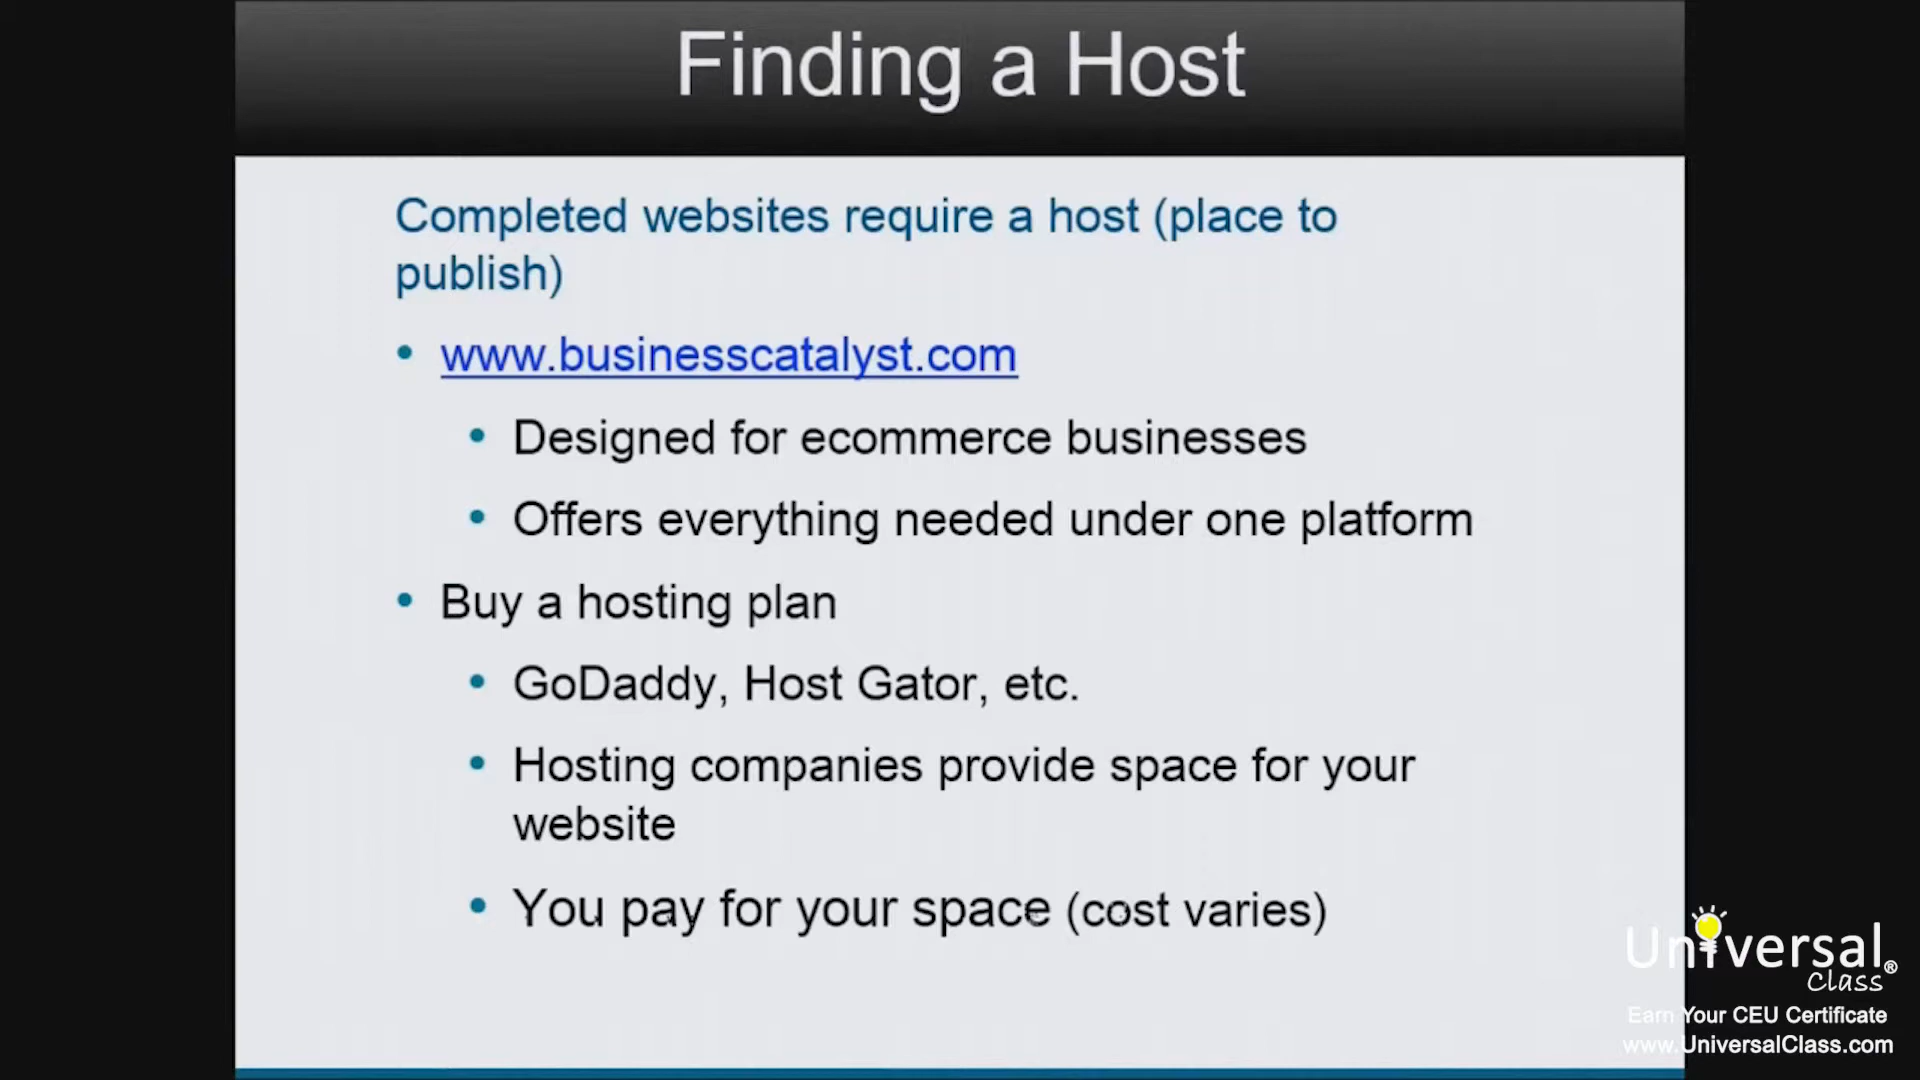 Finding a Host
Completed websites require a host (place to
publish)
• www.businesscatalyst.com
• Designed for ecommerce businesses
• Offers everything needed under one platform
• Buy a hosting plan
• GoDaddy, Host Gator, etc.
• Hosting companies provide space for your
website
• You pay for your space (cost varies)
Universal®
Class
Earn Your CEU Certificate
www.UniversalClass.com